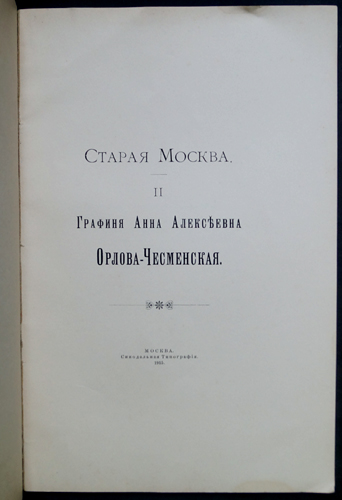 Старая Москва.
II
Графиня Анна Алексѣевна
Орлова-Чесменская.
МОСКВА.
Синодальная Типографія